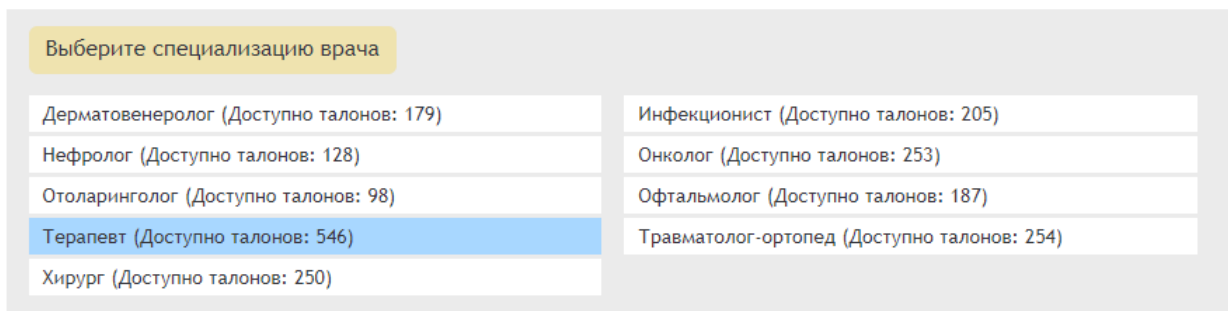 Выберите специализацию врача
Дерматовенеролог (Доступно талонов: 179)
Инфекционист (Доступно талонов: 205)
Нефролог (Доступно талонов: 128)
Онколог (Доступно талонов: 253)
Отоларинголог (Доступно талонов: 98)
Офтальмолог (Доступно талонов: 187)
Терапевт (Доступно талонов: 546)
Травматолог-ортопед (Доступно талонов: 254)
Хирург (Доступно талонов: 250)